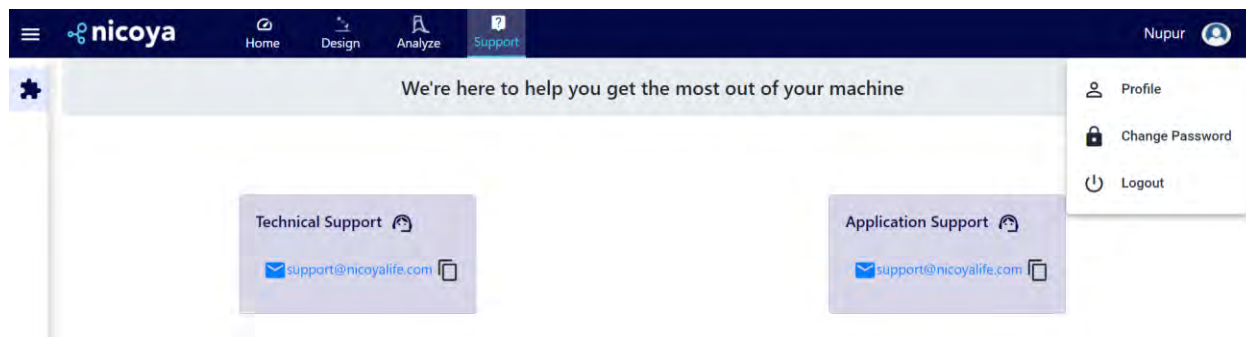 nicoya
Home
Design
Analyze
Support
Nupur
We're here to help you get the most out of your machine
Profile
Change Password
Logout
Technical Support
support@nicoyalife.com
Application Support
support@nicoyalife.com